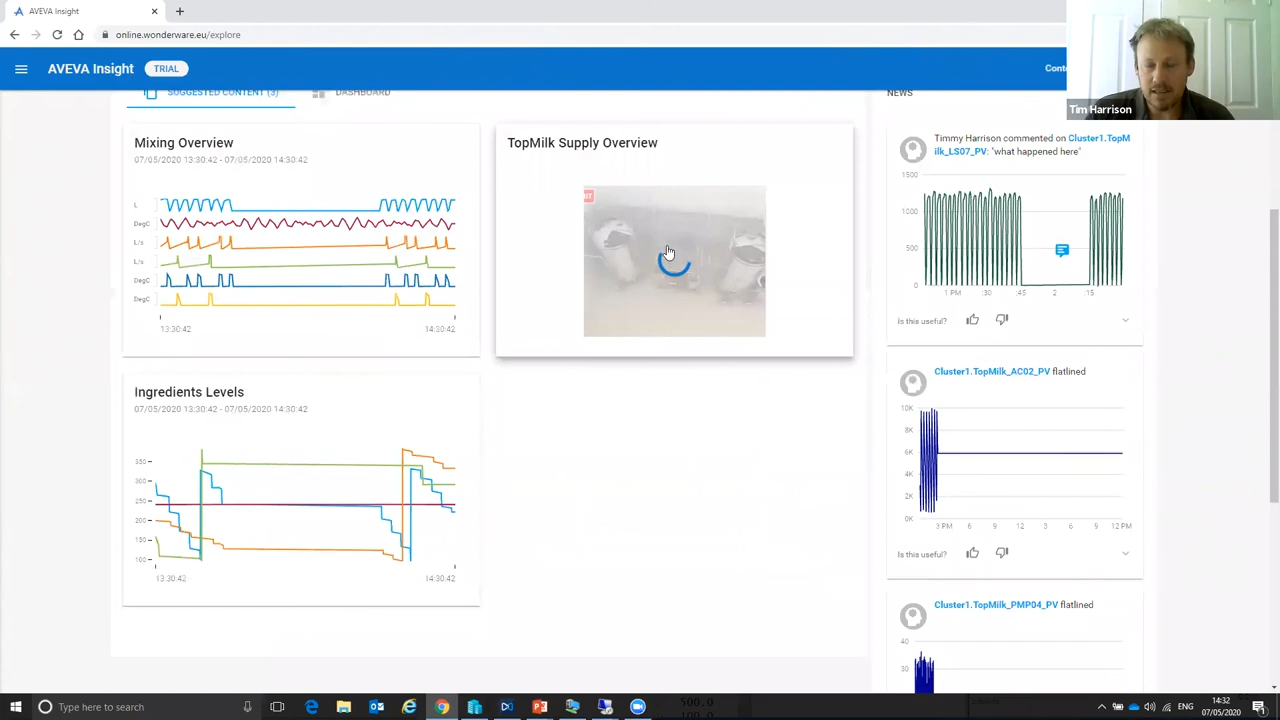 AVEVA Insight
online.wonderware.eu/explore
AVEVA Insight TRIAL
Conte
Tim Harrison
SUGGESTED CONTENT (3) DASHBOARD
NEWS
Mixing Overview
07/05/2020 13:30:42 - 07/05/2020 14:30:42
L
DegC
L/s
L/s
DegC
DegC
13:30:42 14:30:42
TopMilk Supply Overview
Ingredients Levels
07/05/2020 13:30:42 - 07/05/2020 14:30:42
350
300
250
200
150
100
13:30:42 14:30:42
Timmy Harrison commented on Cluster1.TopM
ilk_LS07_PV: "what happened here"
1500
1000
500
0
1 PM :30 :45 2 :15
Is this useful?
Cluster1.TopMilk_AC02_PV flatlined
10K
8K
6K
4K
2K
0K
3 PM 6 9 12 3 6 9 12 PM
Is this useful?
Cluster1.TopMilk_PMP04_PV flatlined
40
30
500.0
Type here to search
ENG
14:32
07/05/2020